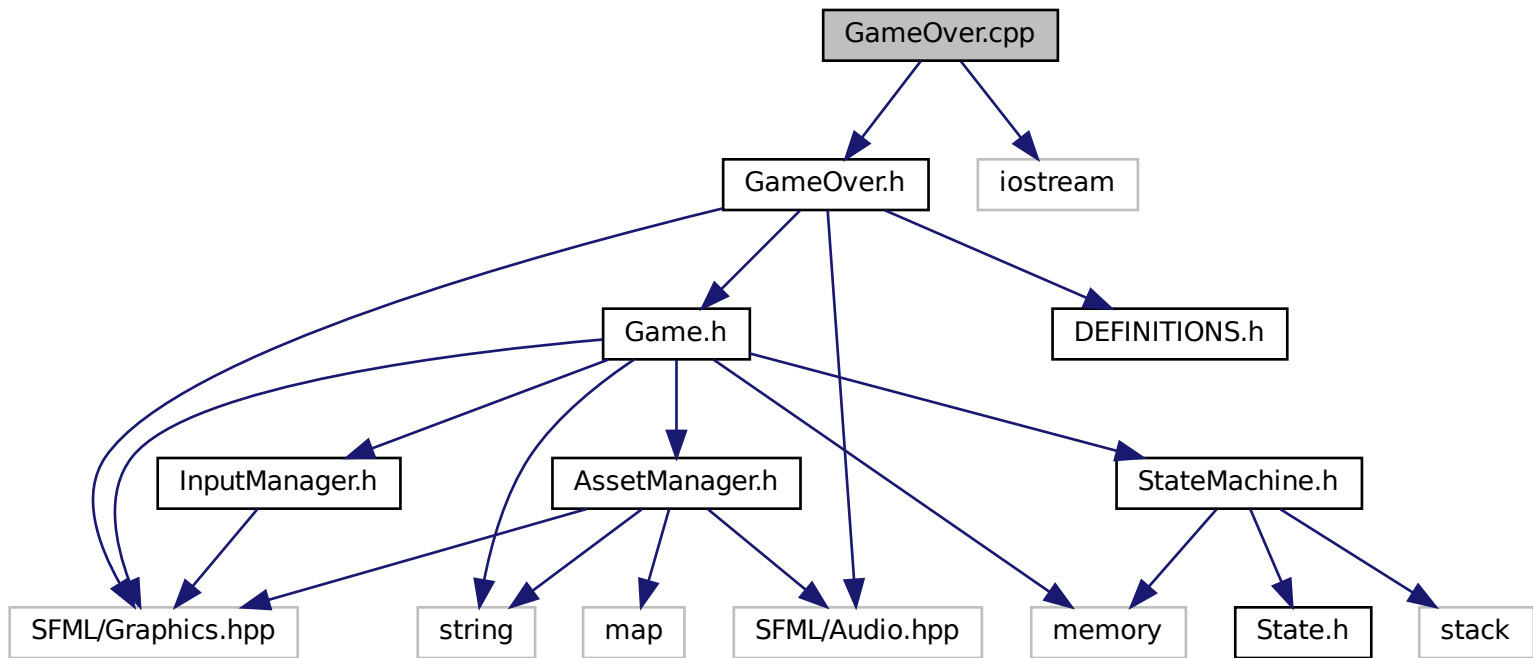 GameOver.cpp
GameOver.h
iostream
Game.h
DEFINITIONS.h
InputManager.h
AssetManager.h
StateMachine.h
SFML/Graphics.hpp
string
map
SFML/Audio.hpp
memory
State.h
stack